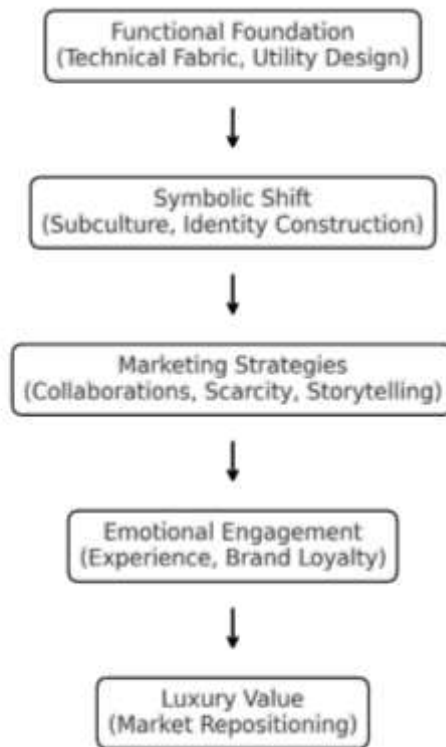 Functional Foundation
(Technical Fabric, Utility Design)
Symbolic Shift
(Subculture, Identity Construction)
Marketing Strategies
(Collaborations, Scarcity, Storytelling)
Emotional Engagement
(Experience, Brand Loyalty)
Luxury Value
(Market Repositioning)